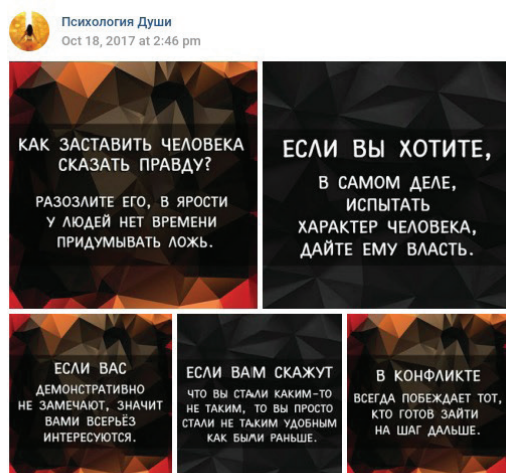 Психология Души
Oct 18, 2017 at 2:46 pm
КАК ЗАСТАВИТЬ ЧЕЛОВЕКА
СКАЗАТЬ ПРАВДУ?
РАЗОЗЛИТЕ ЕГО, В ЯРОСТИ
У ЛЮДЕЙ НЕТ ВРЕМЕНИ
ПРИДУМЫВАТЬ ЛОЖЬ.
ЕСЛИ ВЫ ХОТИТЕ,
В САМОМ ДЕЛЕ,
ИСПЫТАТЬ
ХАРАКТЕР ЧЕЛОВЕКА,
ДАЙТЕ ЕМУ ВЛАСТЬ.
ЕСЛИ ВАС
ДЕМОНСТРАТИВНО
НЕ ЗАМЕЧАЮТ, ЗНАЧИТ
ВАМИ ВСЕРЬЁЗ
ИНТЕРЕСУЮТСЯ.
ЕСЛИ ВАМ СКАЖУТ
ЧТО ВЫ СТАЛИ КАКИМ-ТО
НЕ ТАКИМ, ТО ВЫ ПРОСТО
СТАЛИ НЕ ТАКИМ УДОБНЫМ
КАК БЫЛИ РАНЬШЕ.
В КОНФЛИКТЕ
ВСЕГДА ПОБЕЖДАЕТ ТОТ,
КТО ГОТОВ ЗАЙТИ
НА ШАГ ДАЛЬШЕ.